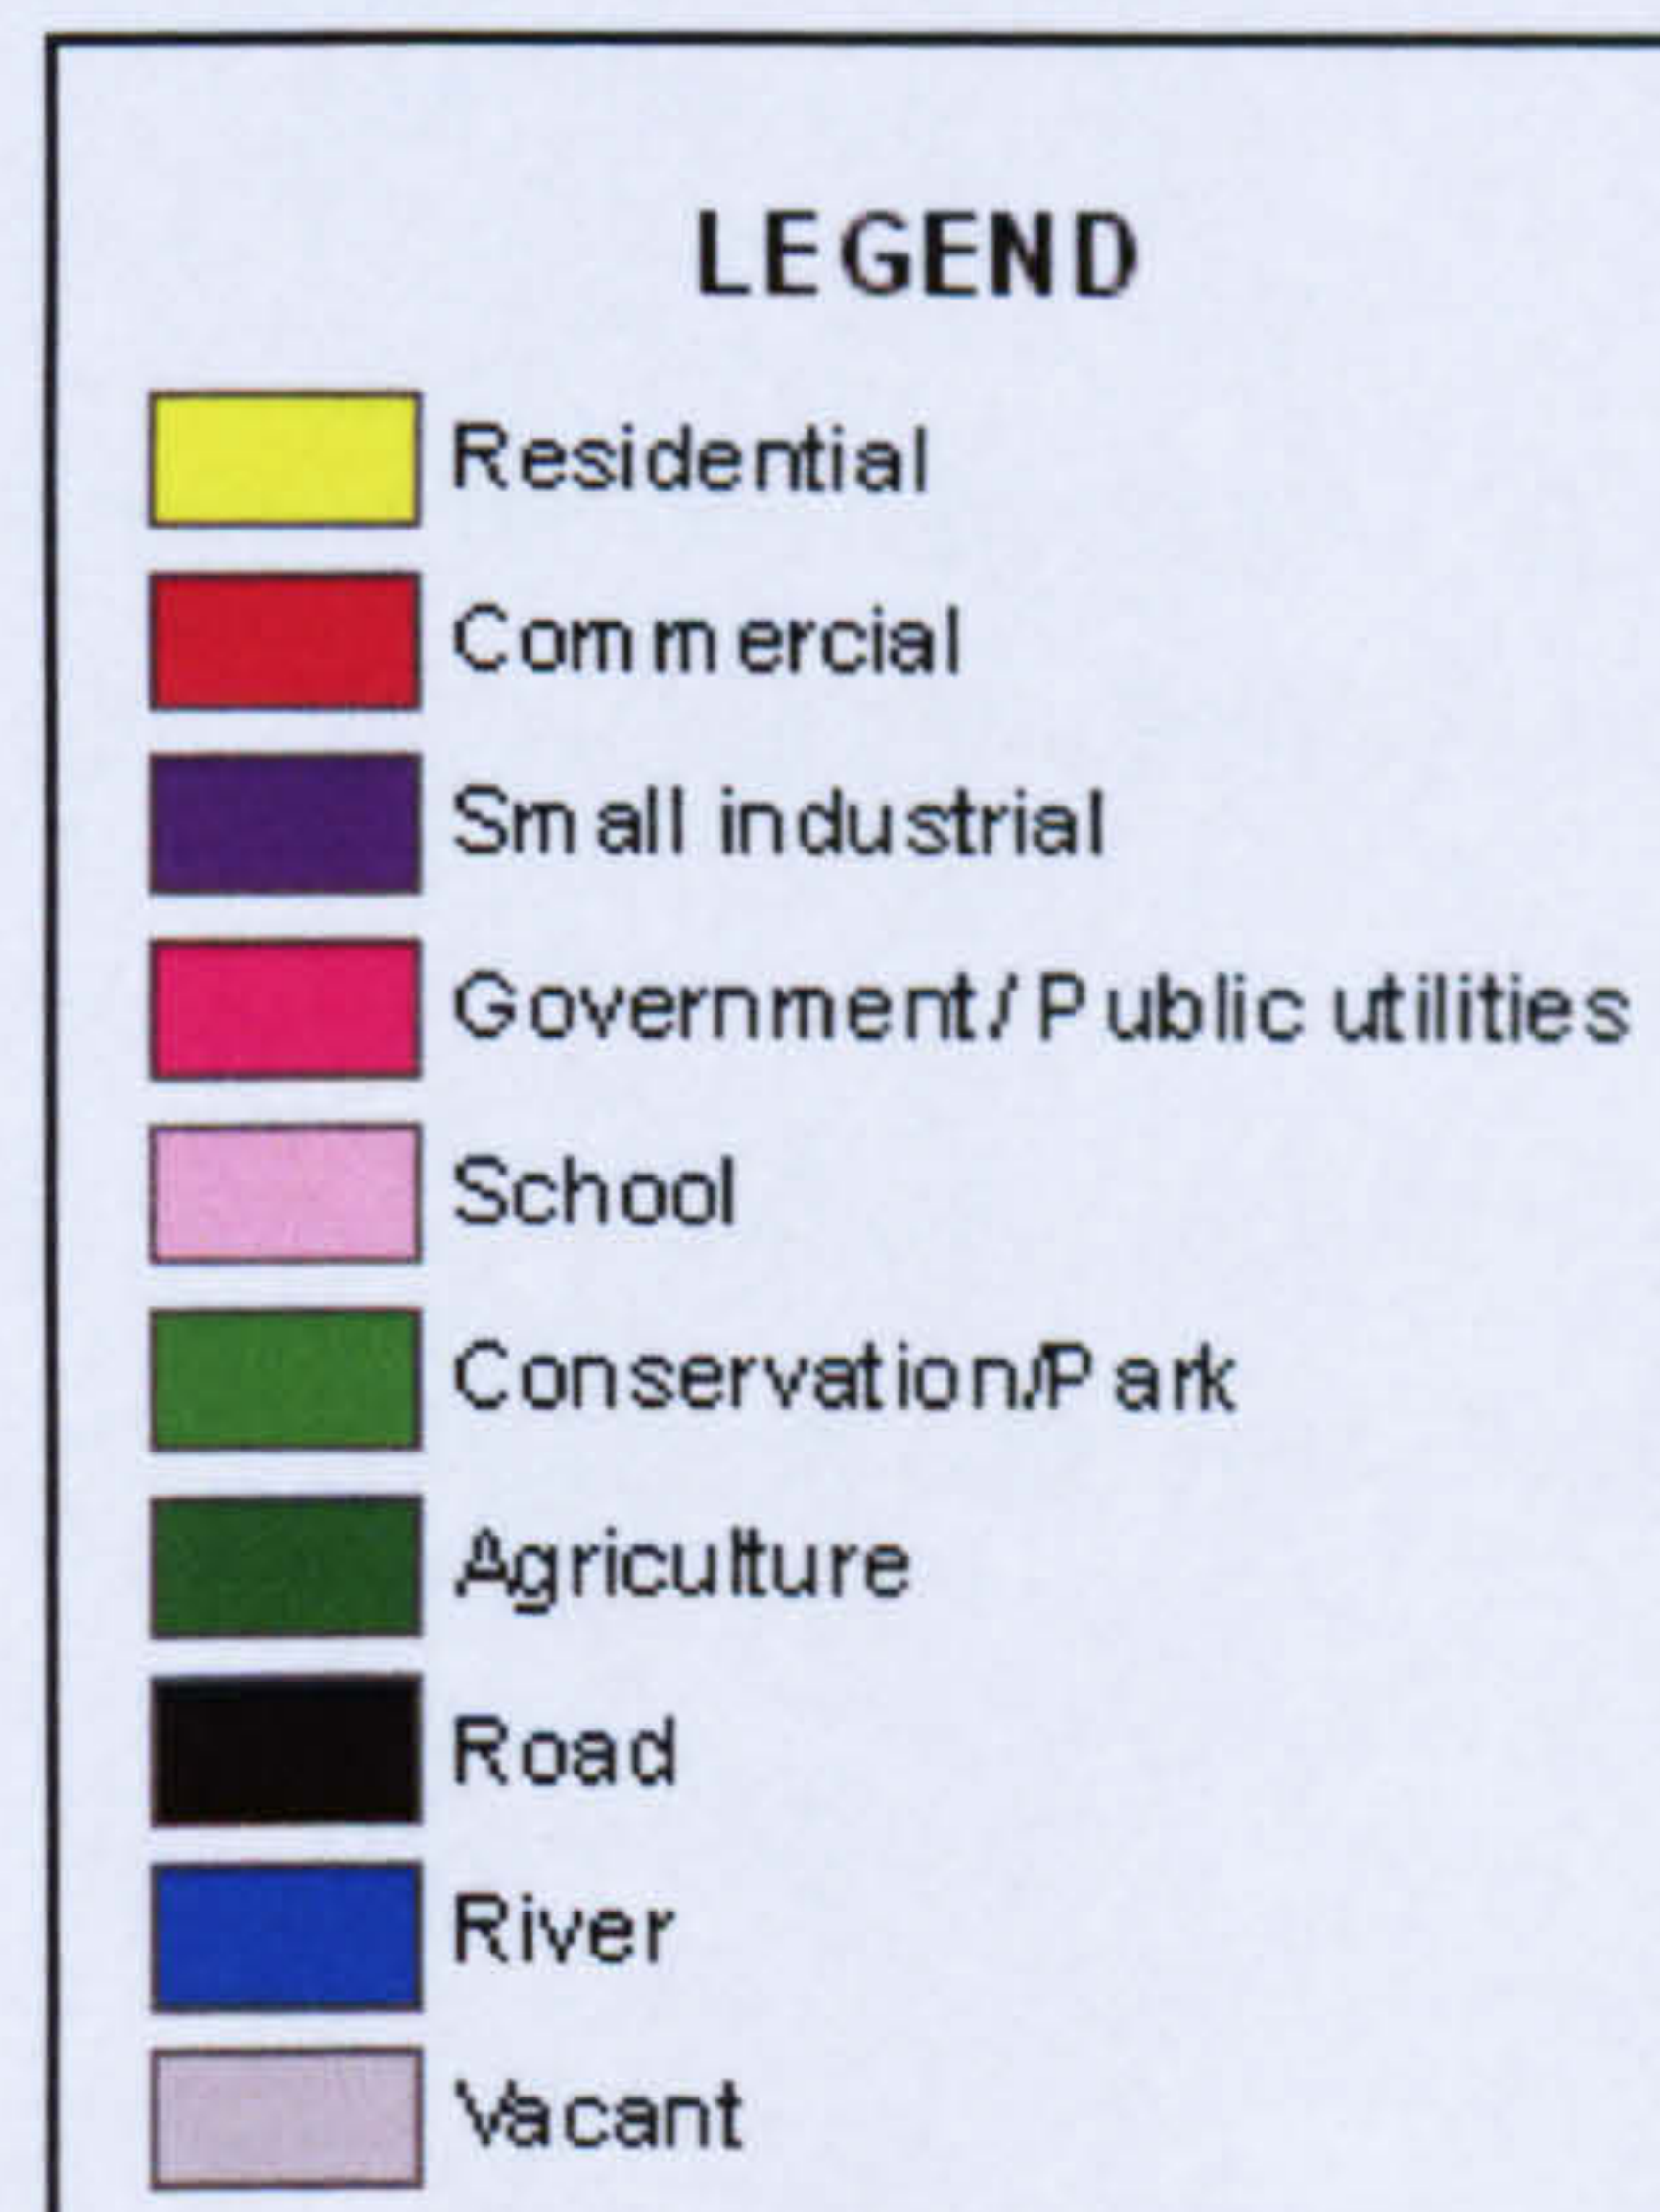 LEGEND
Residential
Commercial
Small industrial
Government/ Public utilities
School
Conservation/Park
Agriculture
Road
River
Vacant